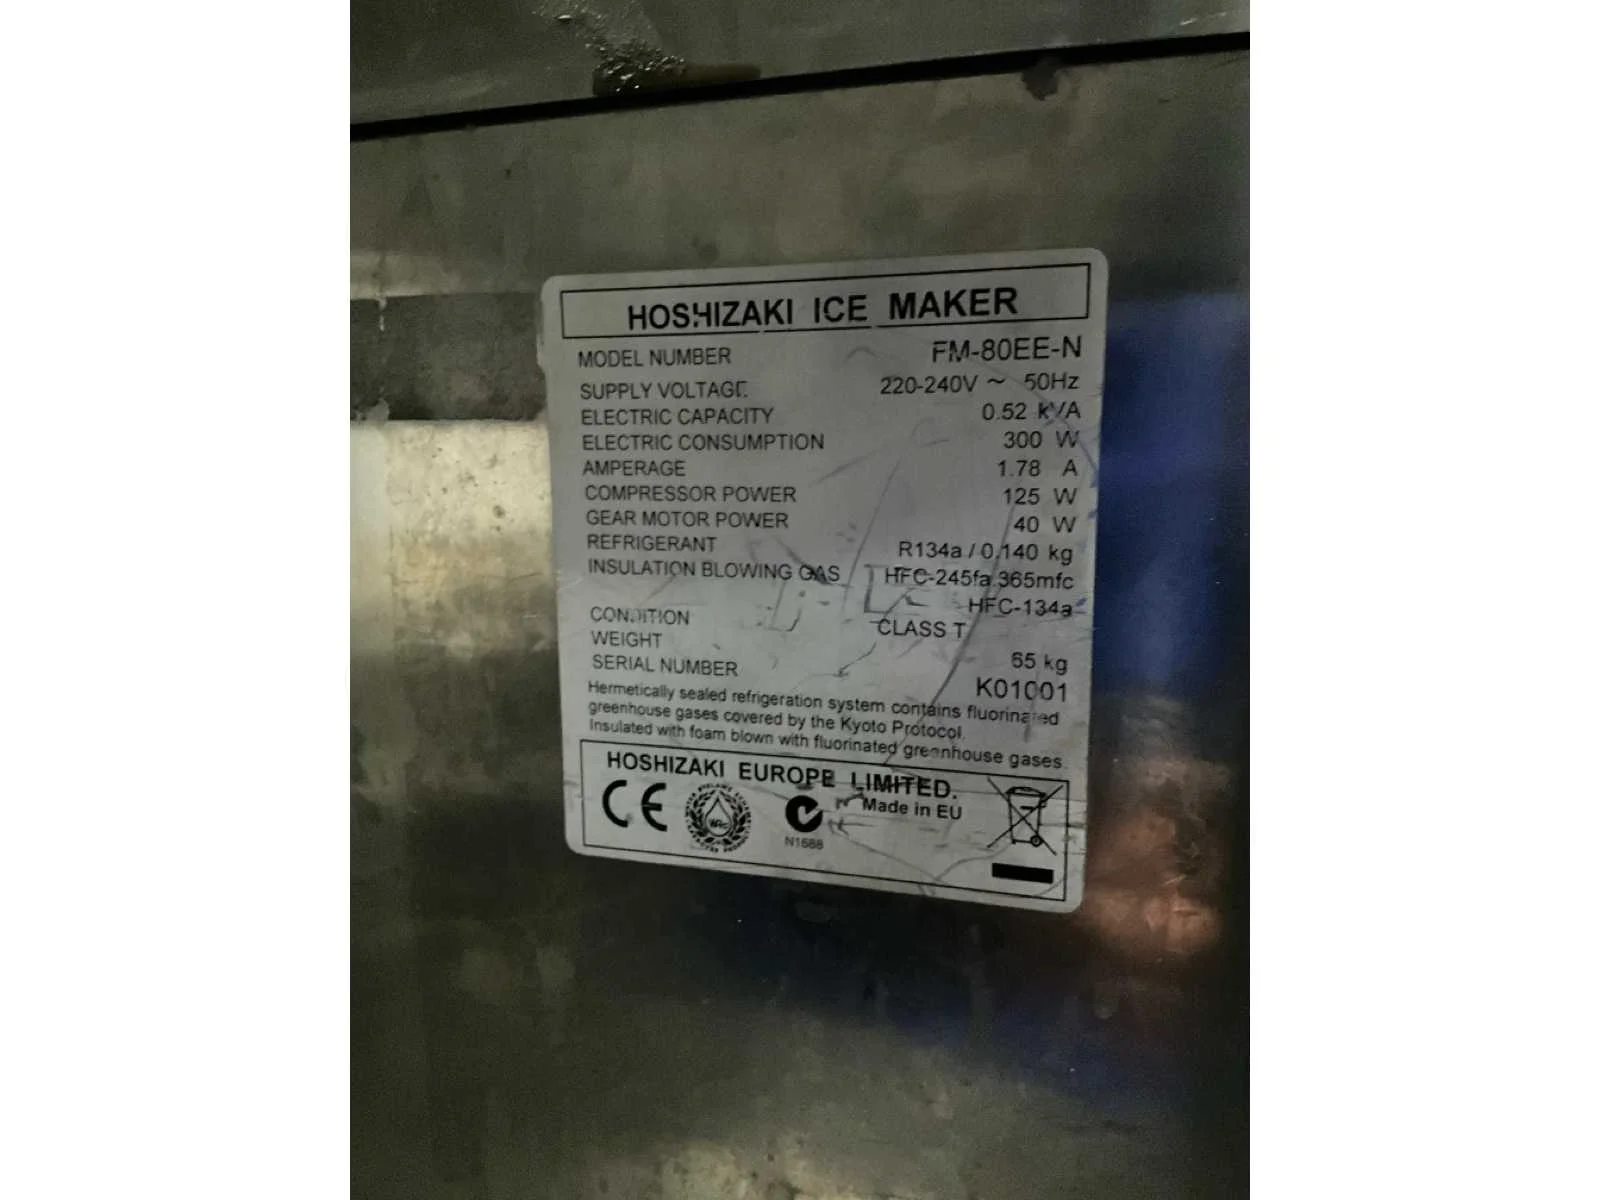 HOSHIZAKI ICE MAKER
MODEL NUMBER FM-80EE-N
SUPPLY VOLTAGE 220-240V ~ 50Hz
ELECTRIC CAPACITY 0.52 kVA
ELECTRIC CONSUMPTION 300 W
AMPERAGE 1.78 A
COMPRESSOR POWER 125 W
GEAR MOTOR POWER 40 W
REFRIGERANT R134a / 0.140 kg
INSULATION BLOWING GAS HFC-245fa 365mfc
HFC-134a
CONDITION CLASS T
WEIGHT 65 kg
SERIAL NUMBER K01001
Hermetically sealed refrigeration system contains fluorinated
greenhouse gases covered by the Kyoto Protocol.
Insulated with foam blown with fluorinated greenhouse gases.
HOSHIZAKI EUROPE LIMITED.
Made in EU
CE
N1688